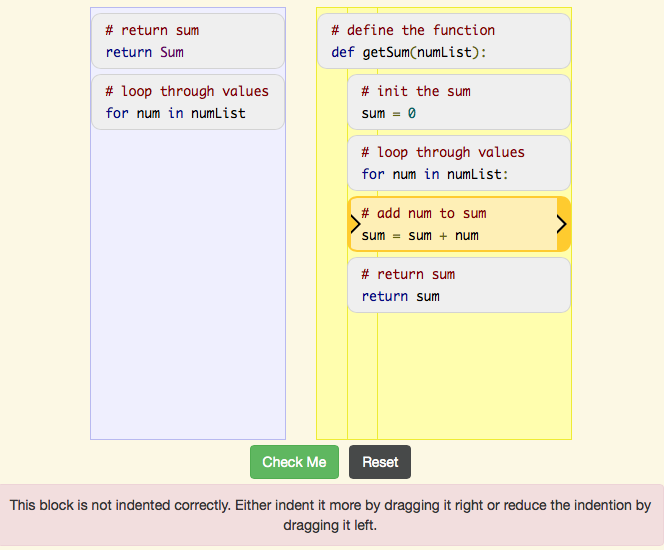 # return sum
return Sum
# loop through values
for num in numList
# define the function
def getSum(numList):
# init the sum
sum = 0
# loop through values
for num in numList:
# add num to sum
sum = sum + num
# return sum
return sum
Check Me
Reset
This block is not indented correctly. Either indent it more by dragging it right or reduce the indention by
dragging it left.